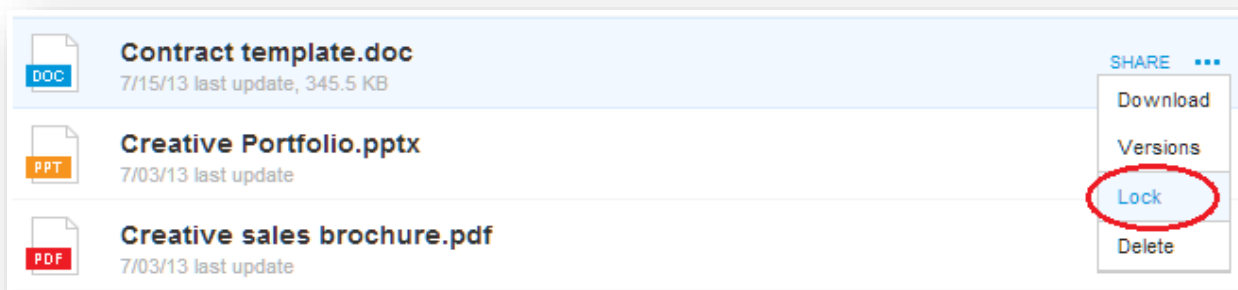 DOC
Contract template.doc
7/15/13 last update, 345.5 KB
SHARE
Download
Versions
Lock
Delete
PPT
Creative Portfolio.pptx
7/03/13 last update
PDF
Creative sales brochure.pdf
7/03/13 last update